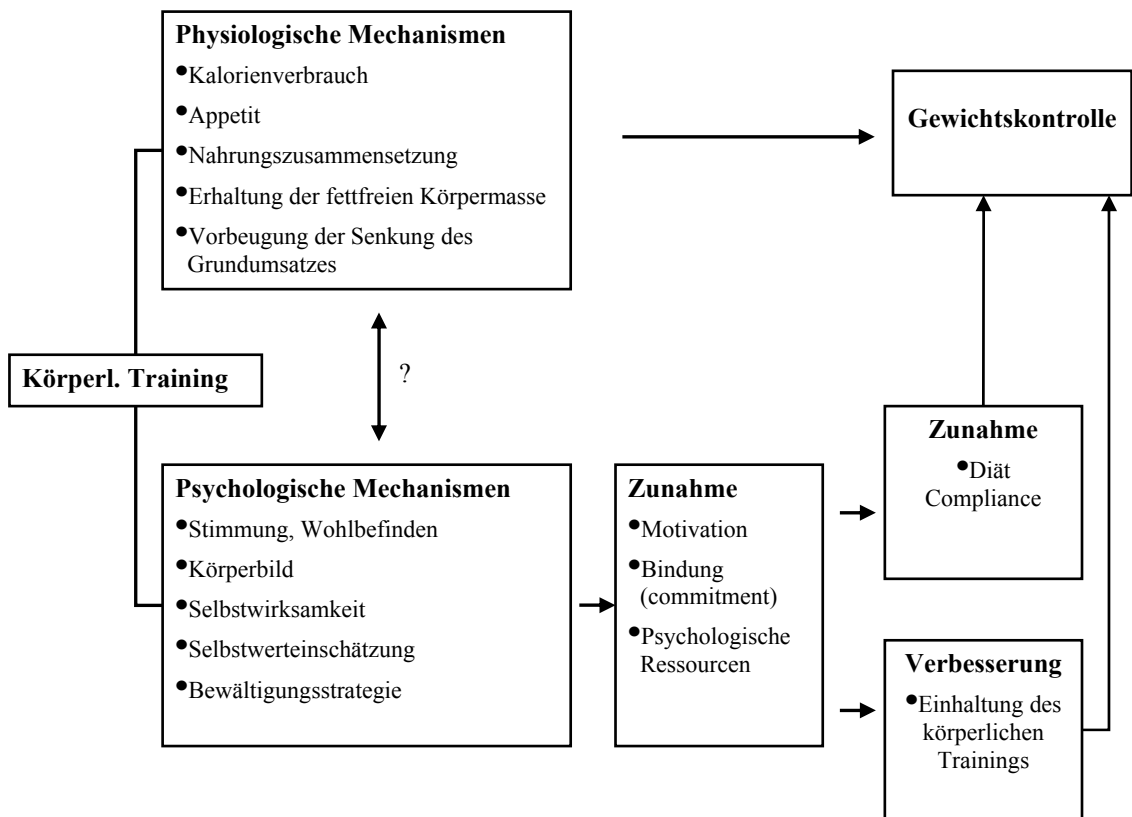 Physiologische Mechanismen
•Kalorienverbrauch
•Appetit
•Nahrungszusammensetzung
•Erhaltung der fettfreien Körpermasse
•Vorbeugung der Senkung des
Grundumsatzes
Gewichtskontrolle
Körperl. Training
?
Psychologische Mechanismen
•Stimmung, Wohlbefinden
•Körperbild
•Selbstwirksamkeit
•Selbstwerteinschätzung
•Bewältigungsstrategie
Zunahme
•Motivation
•Bindung
(commitment)
•Psychologische
Ressourcen
Zunahme
•Diät
Compliance
Verbesserung
•Einhaltung des
körperlichen
Trainings